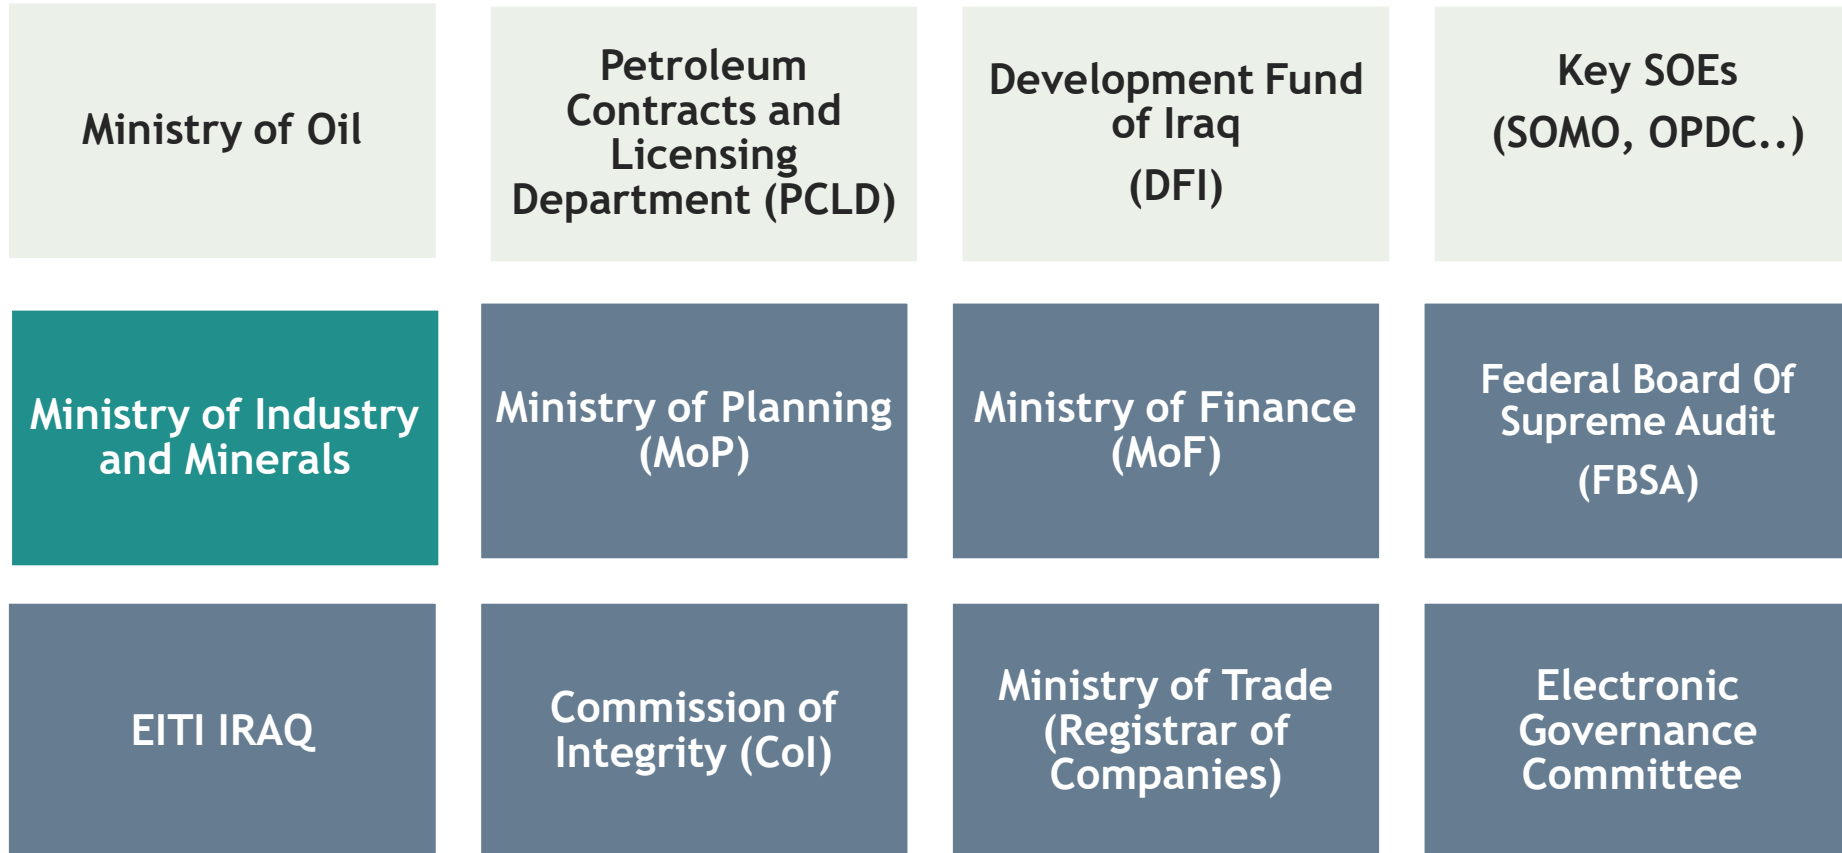 Ministry of Oil
Petroleum
Contracts and
Licensing
Department (PCLD)
Development Fund
of Iraq
(DFI)
Key SOEs
(SOMO, OPDC..)
Ministry of Industry
and Minerals
Ministry of Planning
(MoP)
Ministry of Finance
(MoF)
Federal Board Of
Supreme Audit
(FBSA)
EITI IRAQ
Commission of
Integrity (CoI)
Ministry of Trade
(Registrar of
Companies)
Electronic
Governance
Committee